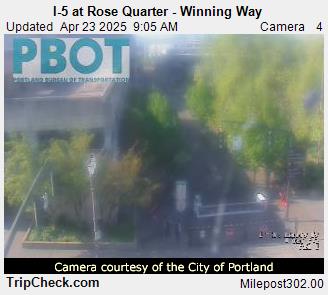 I-5 at Rose Quarter - Winning Way
Updated Apr 23 2025 9:05 AM Camera 4
PBOT
PORTLAND BUREAU OF TRANSPORTATION
Camera courtesy of the City of Portland
TripCheck.com Milepost302.00